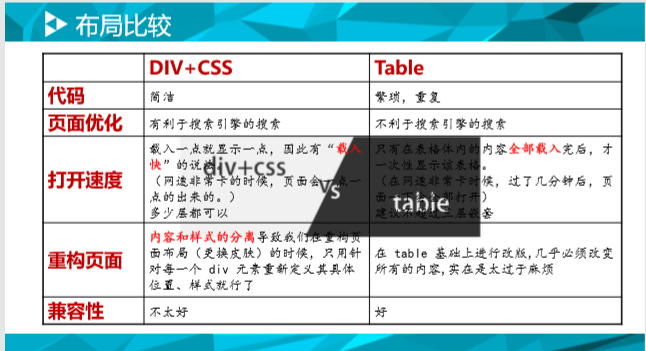 布局比较
DIV+CSS
Table
代码
简洁
繁琐，重复
页面优化
有利于搜索引擎的搜索
不利于搜索引擎的搜索
打开速度
载入一点就显示一点，因此有“载入
快”的说法
（网速非常卡的时候，页面会一点一
点的出来的。）
多少层都可以
只有在表格体内的内容全部载入完后，才
一次性显示该表格。
（在网速非常卡时候，过了几分钟后，页
面一 全部打开）
建议不超过三层嵌套
div+css
VS
table
重构页面
内容和样式的分离导致我们在重构页
面布局（更换皮肤）的时候，只用针
对每一个 div 元素重新定义其具体
位置、样式就行了
在 table 基础上进行改版,几乎必须改变
所有的内容,实在是太过于麻烦
兼容性
不太好
好